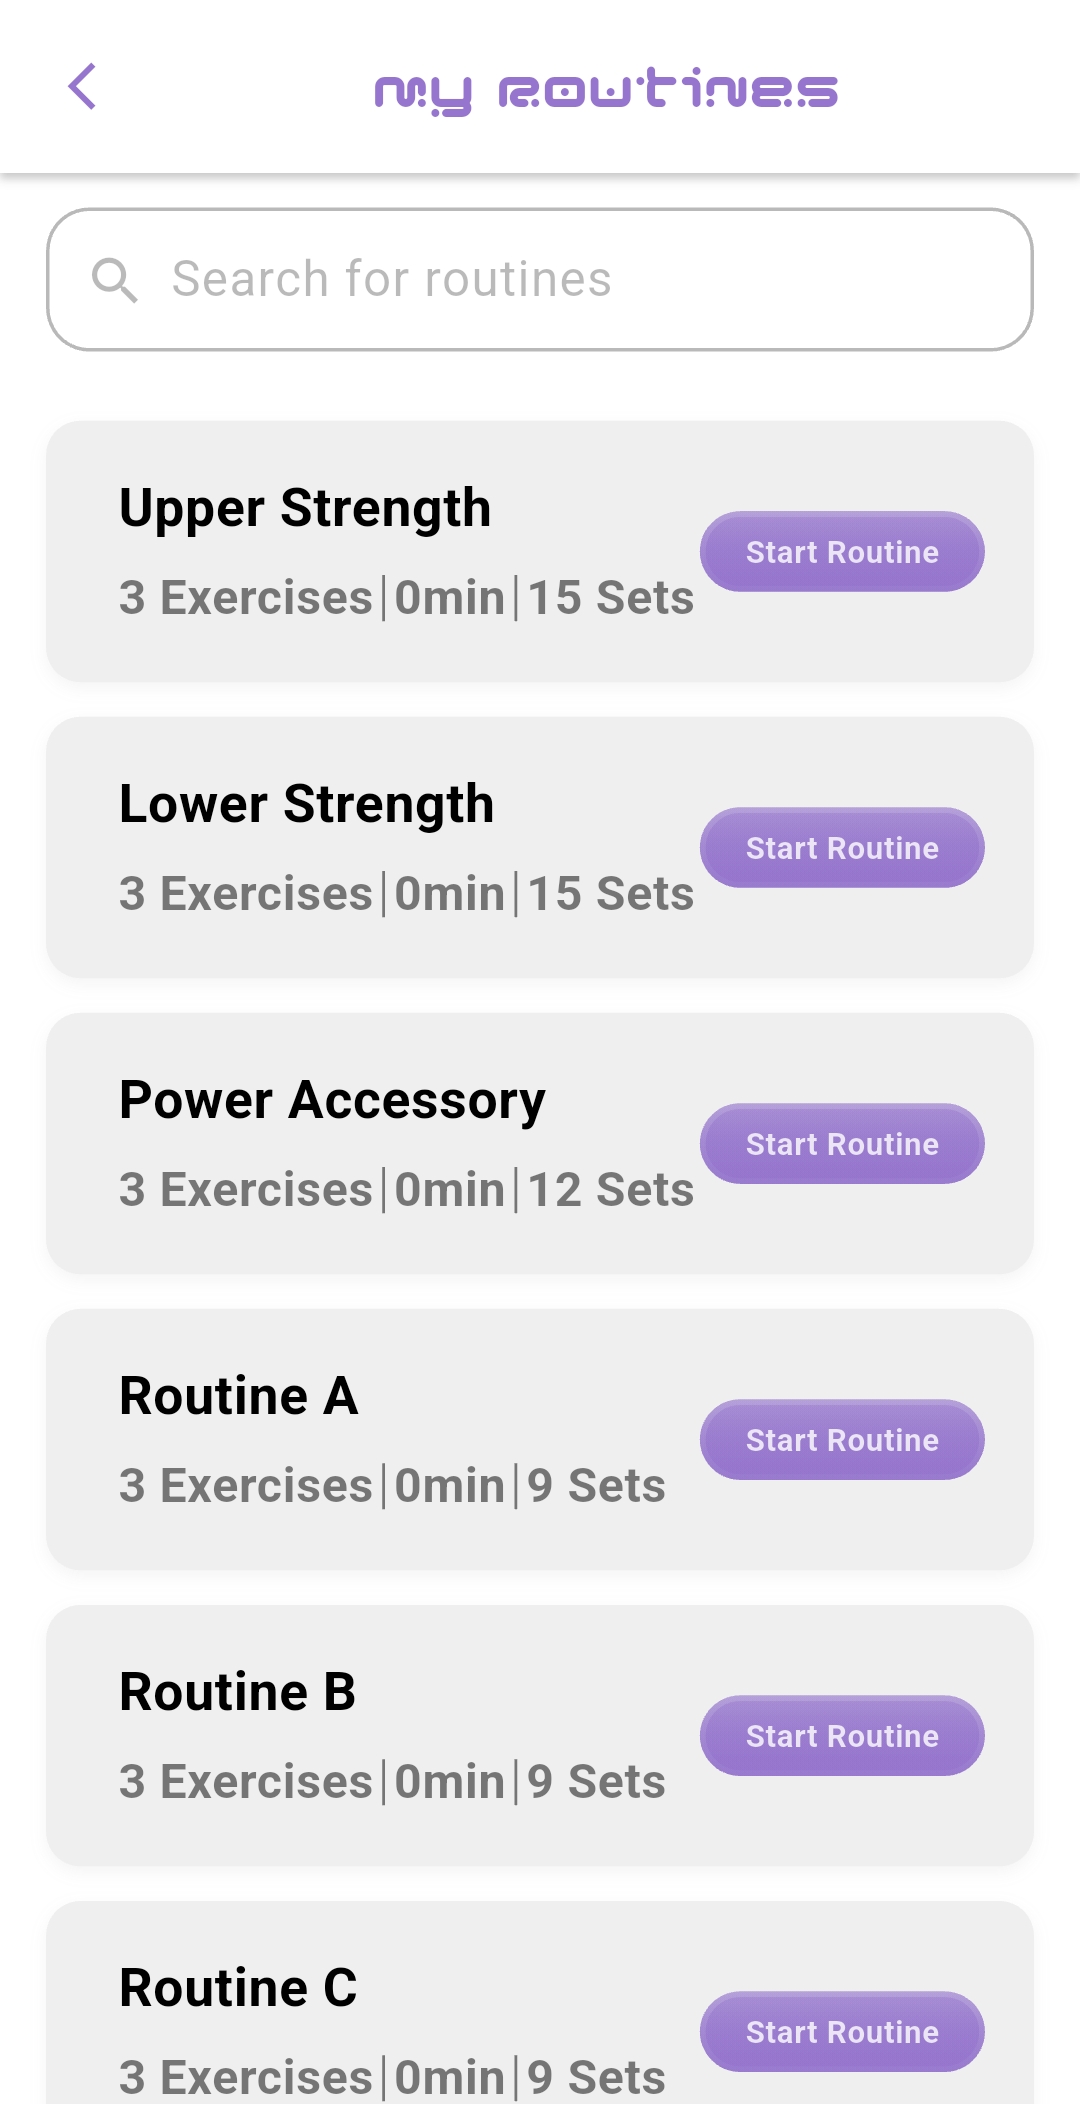 my routines
Search for routines
Upper Strength
3 Exercises|0min|15 Sets
Start Routine
Lower Strength
3 Exercises|0min|15 Sets
Start Routine
Power Accessory
3 Exercises|0min|12 Sets
Start Routine
Routine A
3 Exercises|0min|9 Sets
Start Routine
Routine B
3 Exercises|0min|9 Sets
Start Routine
Routine C
3 Exercises|0min|9 Sets
Start Routine